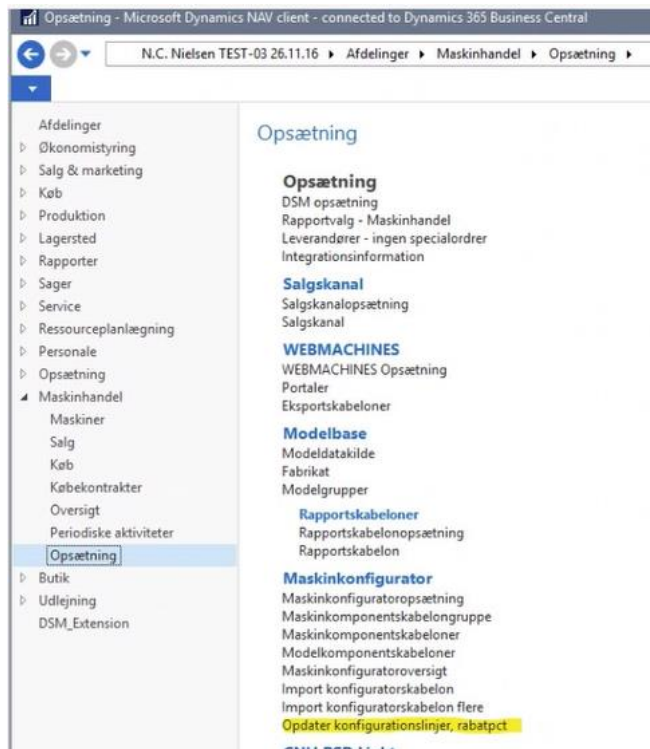 Opsætning - Microsoft Dynamics NAV client - connected to Dynamics 365 Business Central
N.C. Nielsen TEST-03 26.11.16 ▸ Afdelinger ▸ Maskinhandel ▸ Opsætning ▸
Afdelinger
Økonomistyring
Salg & marketing
Køb
Produktion
Lagersted
Rapporter
Sager
Service
Ressourceplanlægning
Personale
Opsætning
Maskinhandel
Maskiner
Salg
Køb
Købekontrakter
Oversigt
Periodiske aktiviteter
Opsætning
Butik
Udlejning
DSM_Extension
Opsætning
Opsætning
DSM opsætning
Rapportvalg - Maskinhandel
Leverandører - ingen specialordrer
Integrationsinformation
Salgskanal
Salgskanalopsætning
Salgskanal
WEBMACHINES
WEBMACHINES Opsætning
Portaler
Eksportskabeloner
Modelbase
Modeldatakilde
Fabrikat
Modelgrupper
Rapportskabeloner
Rapportskabelonopsætning
Rapportskabelon
Maskinkonfigurator
Maskinkonfiguratoropsætning
Maskinkomponentskabelongruppe
Maskinkomponentskabeloner
Modelkomponentskabeloner
Maskinkonfiguratoroversigt
Import konfiguratorskabelon
Import konfiguratorskabelon flere
Opdater konfigurationslinjer, rabatpct